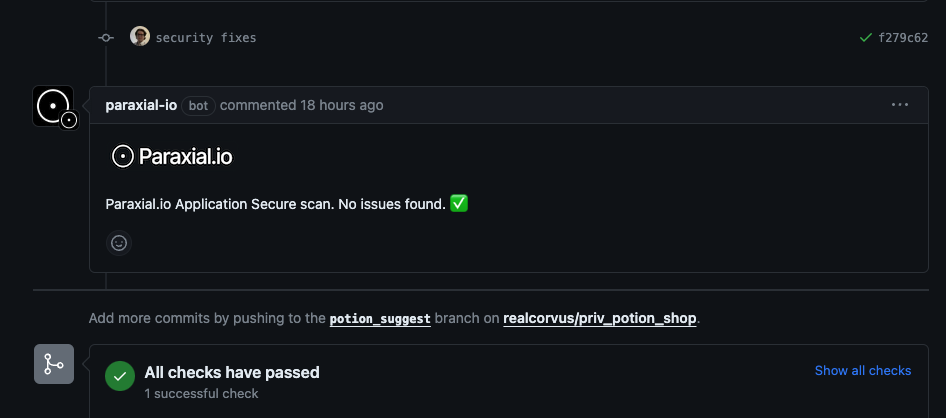 security fixes f279c62
paraxial-io bot commented 18 hours ago
Paraxial.io
Paraxial.io Application Secure scan. No issues found. ✅
Add more commits by pushing to the potion_suggest branch on realcorvus/priv_potion_shop.
All checks have passed Show all checks
1 successful check